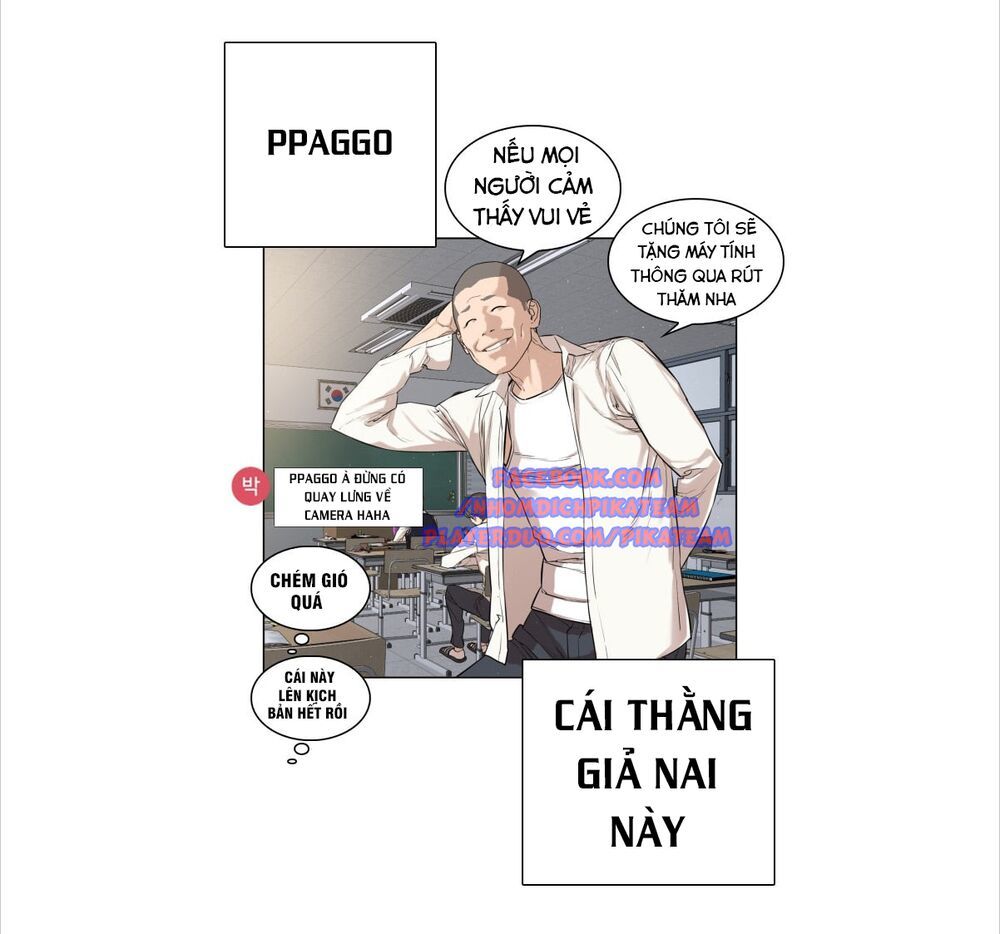 PPAGGO
NẾU MỌI
NGƯỜI CẢM
THẤY VUI VẺ
CHÚNG TÔI SẼ
TẶNG MÁY TÍNH
THÔNG QUA RÚT
THĂM NHA
박
PPAGGO À ĐỪNG CÓ
QUAY LƯNG VỀ
CAMERA HAHA
FACEBOOK.COM
/NHOMDICHPIKATEAM
PLAYERDUO.COM/PIKATEAM
CHÉM GIÓ
QUÁ
CÁI NÀY
LÊN KỊCH
BẢN HẾT RỒI
CÁI THẰNG
GIẢ NAI
NÀY